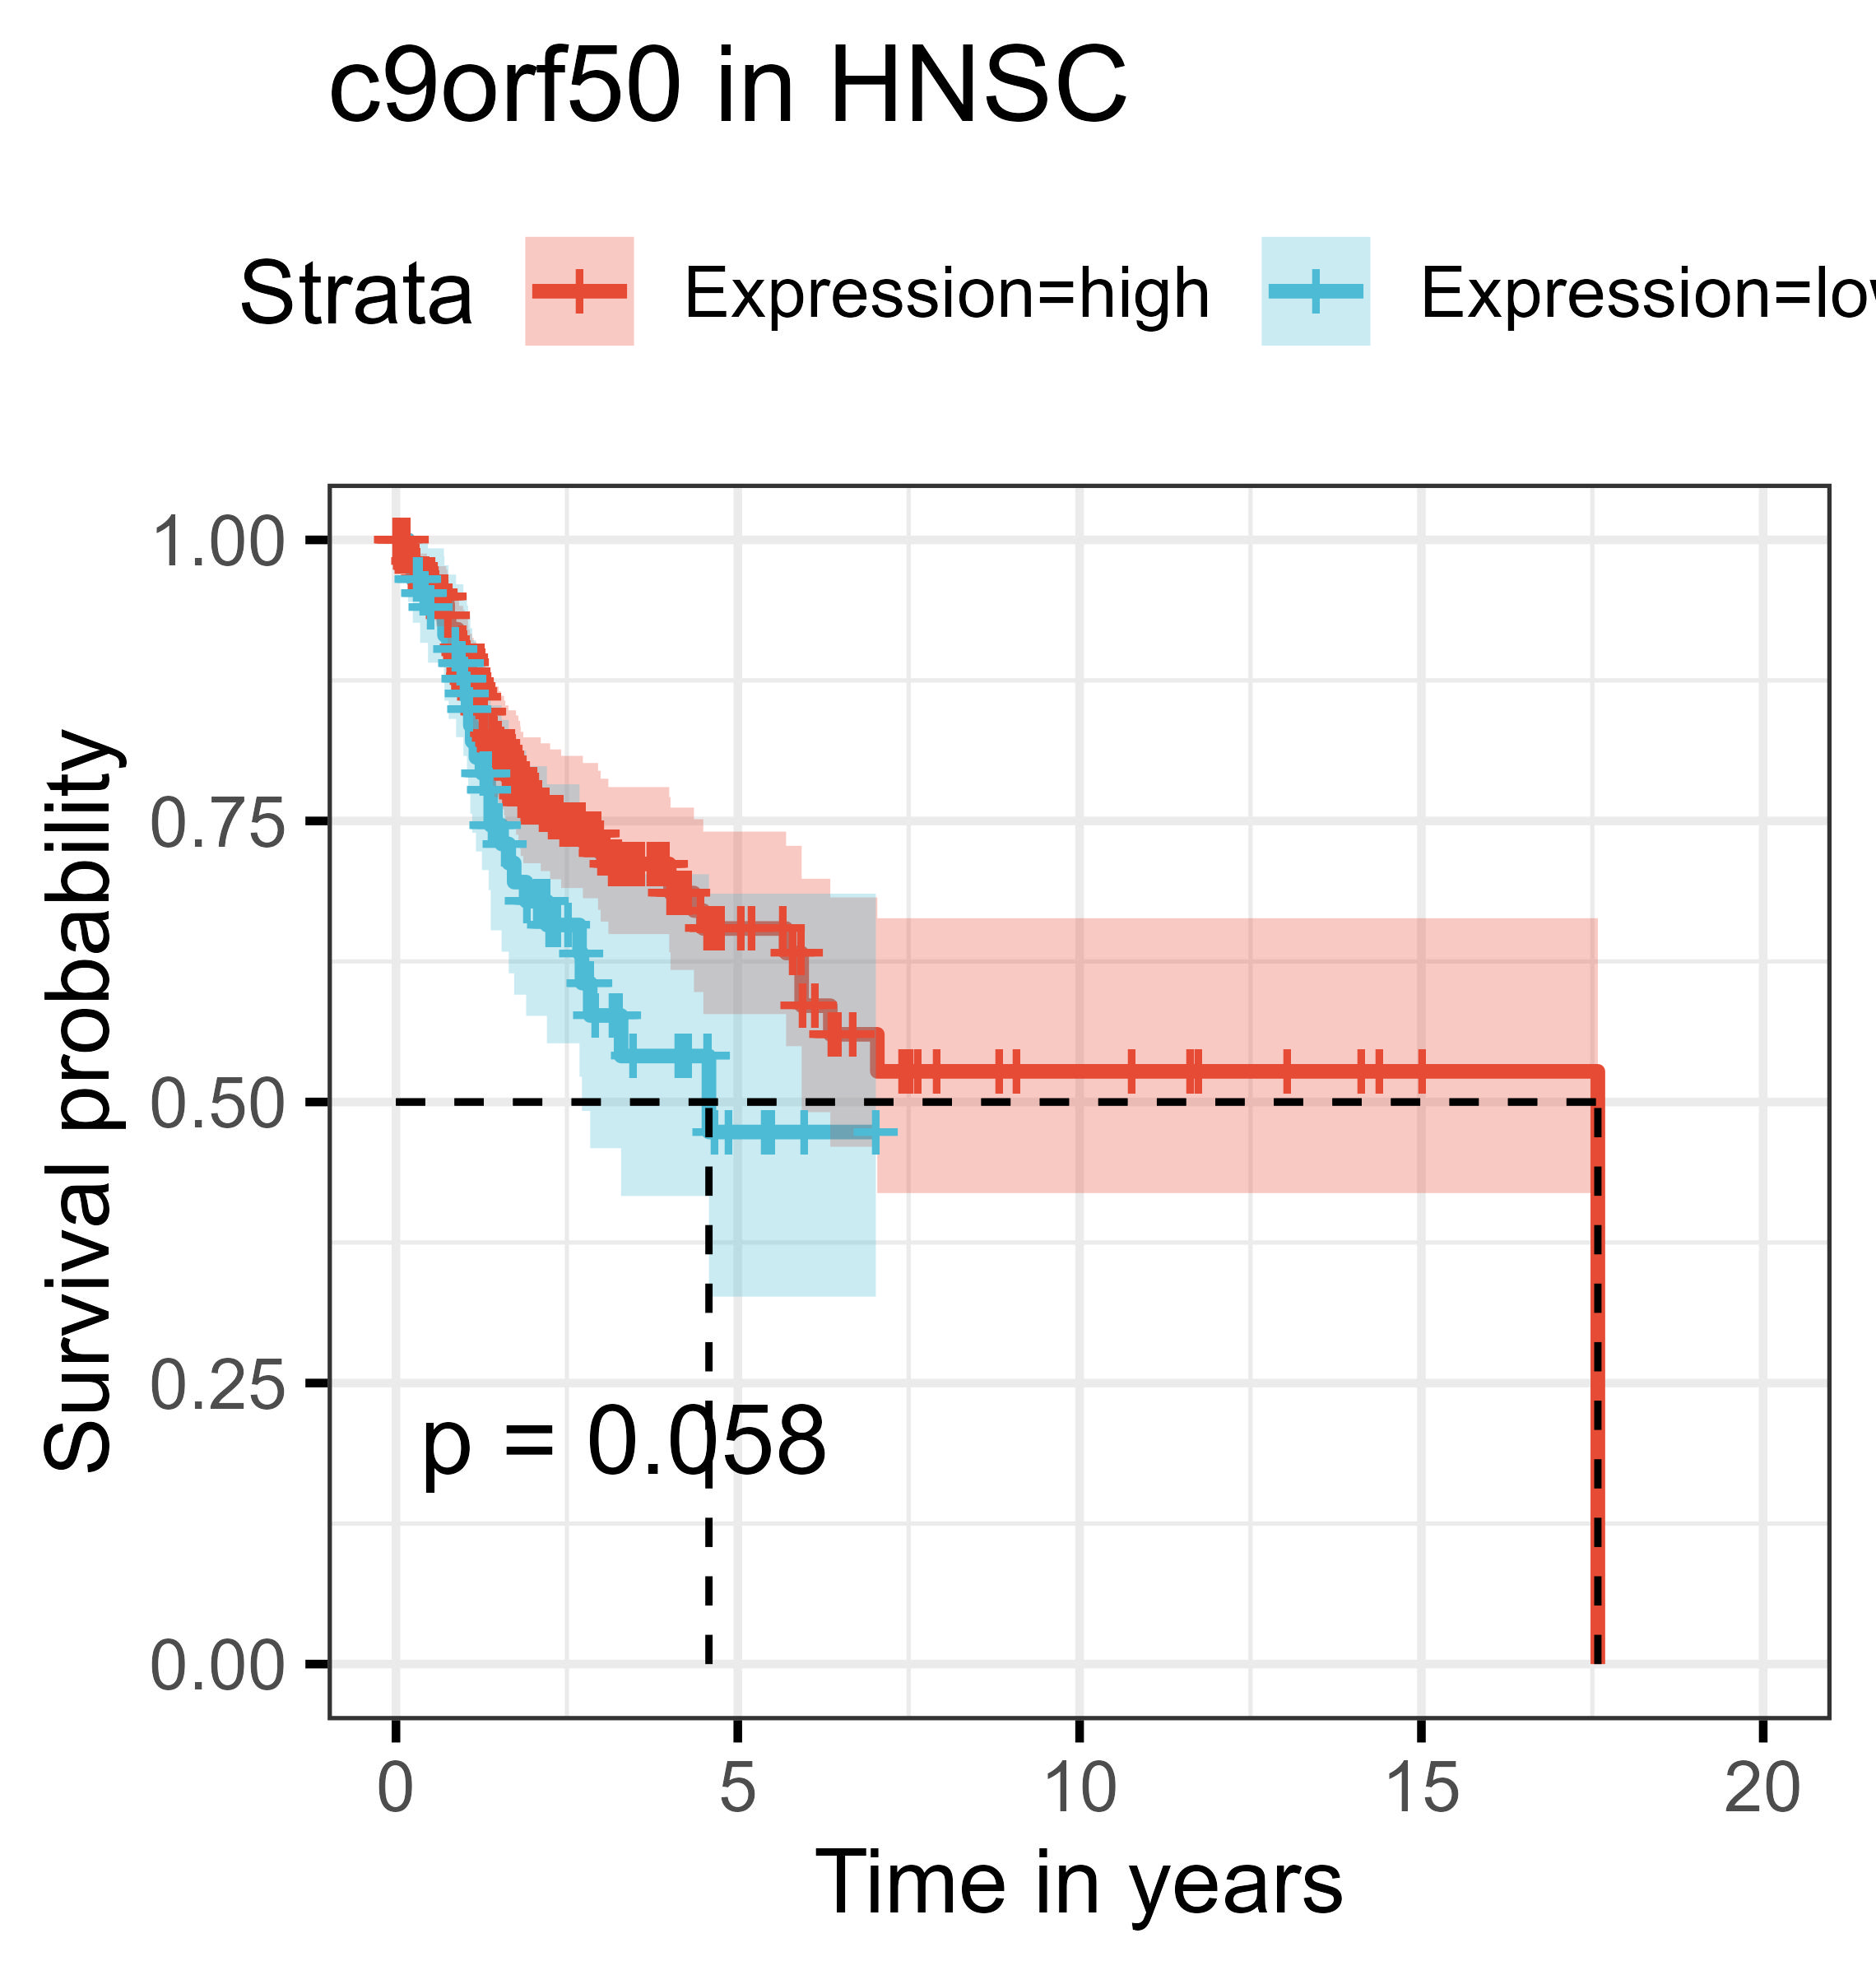 c9orf50 in HNSC
Strata Expression=high Expression=lov
Survival probability
1.00
0.75
0.50
0.25
0.00
p = 0.058
0 5 10 15 20
Time in years